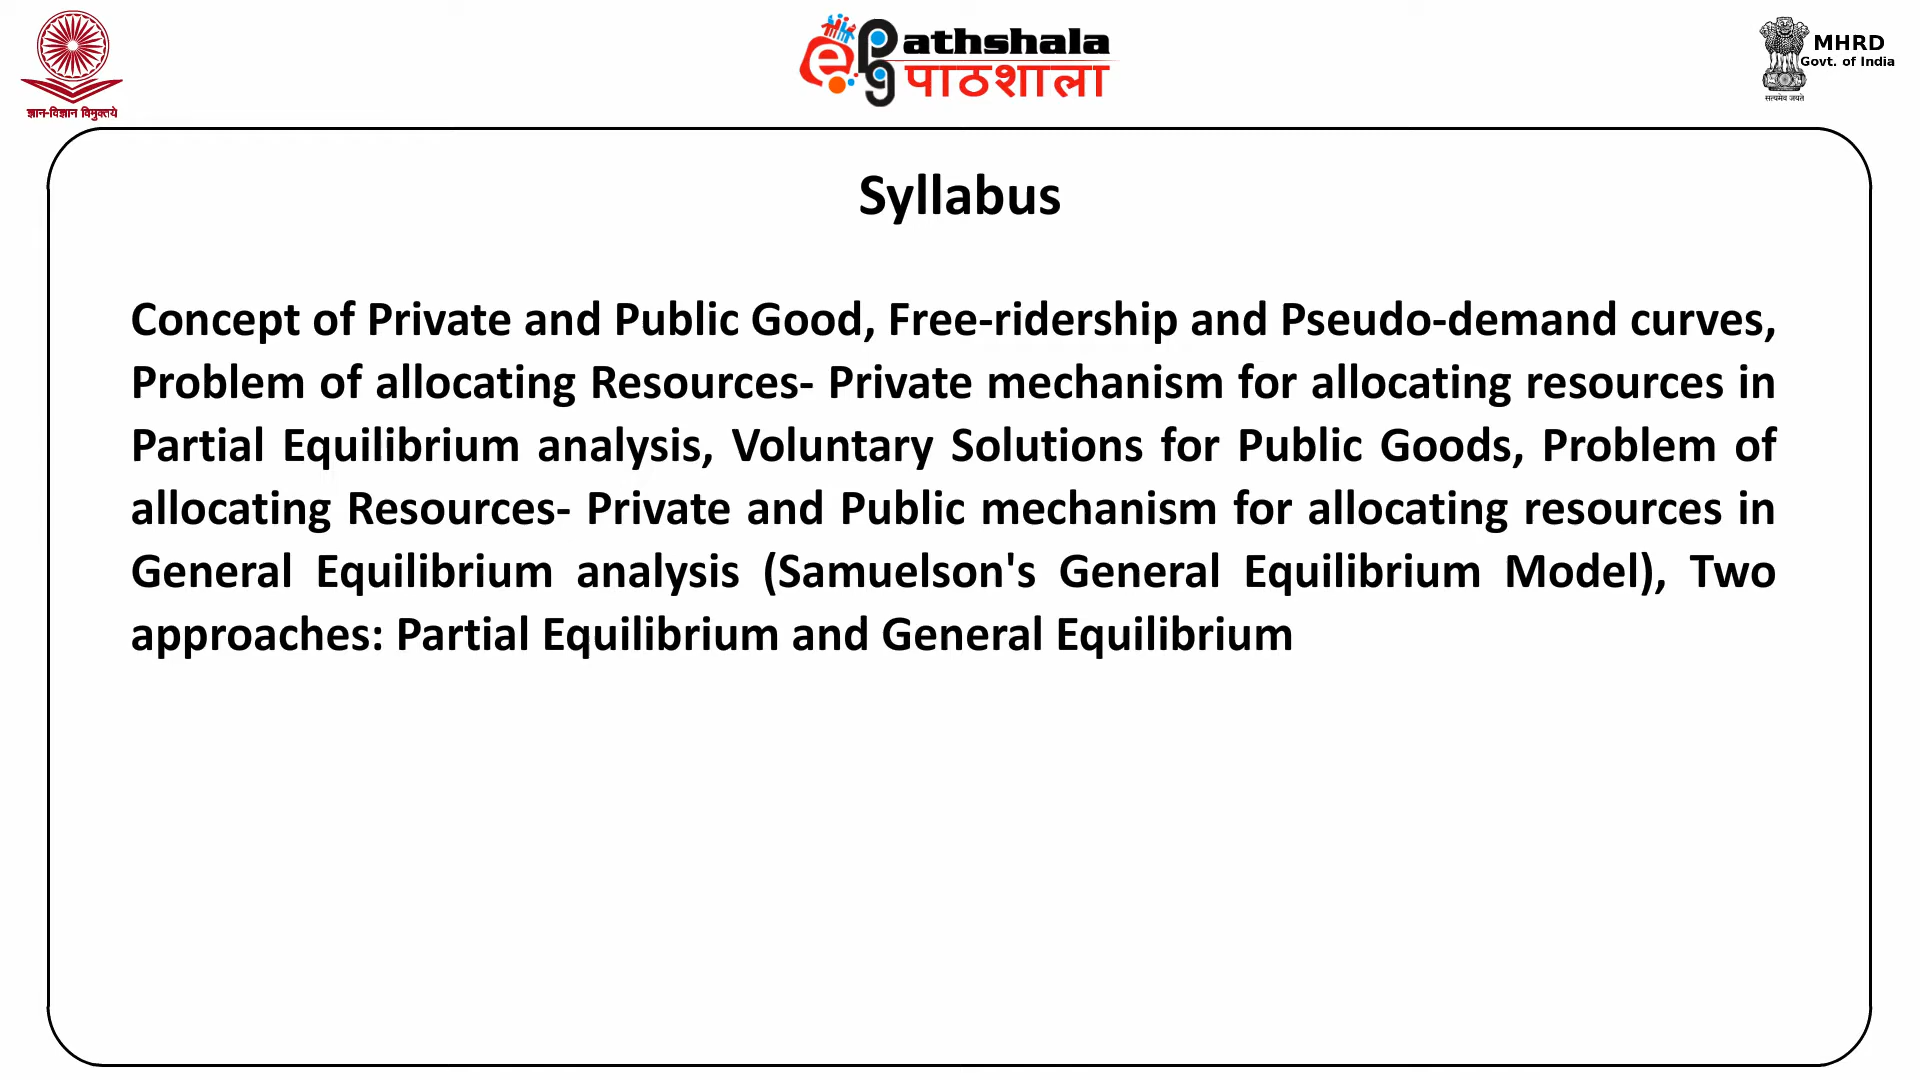 ज्ञान-विज्ञान विमुक्तये
e pg Pathshala
पाठशाला
MHRD
Govt. of India
सत्यमेव जयते
Syllabus
Concept of Private and Public Good, Free-ridership and Pseudo-demand curves,
Problem of allocating Resources- Private mechanism for allocating resources in
Partial Equilibrium analysis, Voluntary Solutions for Public Goods, Problem of
allocating Resources- Private and Public mechanism for allocating resources in
General Equilibrium analysis (Samuelson's General Equilibrium Model), Two
approaches: Partial Equilibrium and General Equilibrium